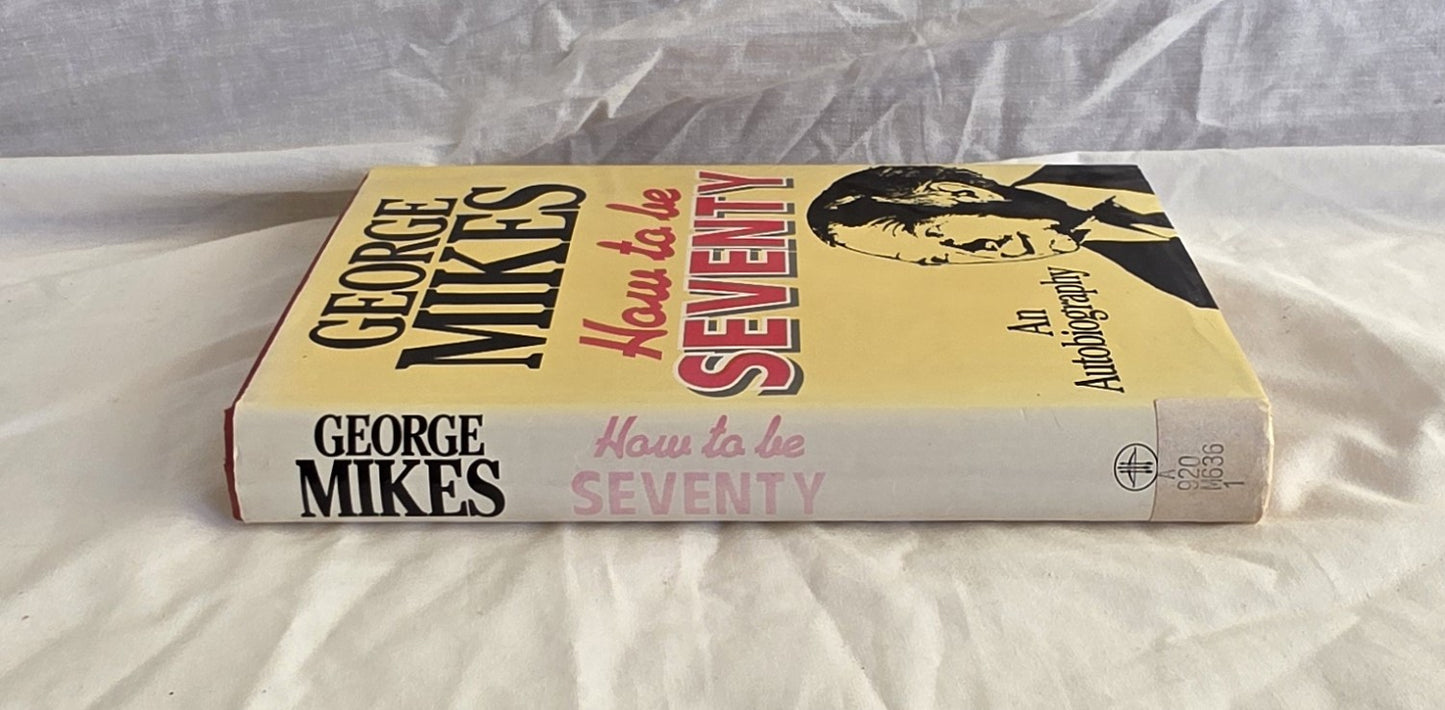 GEORGE
MIKES
How to be
SEVENTY
An
Autobiography
GEORGE
MIKES
How to be
SEVENTY
A
920
M636
1